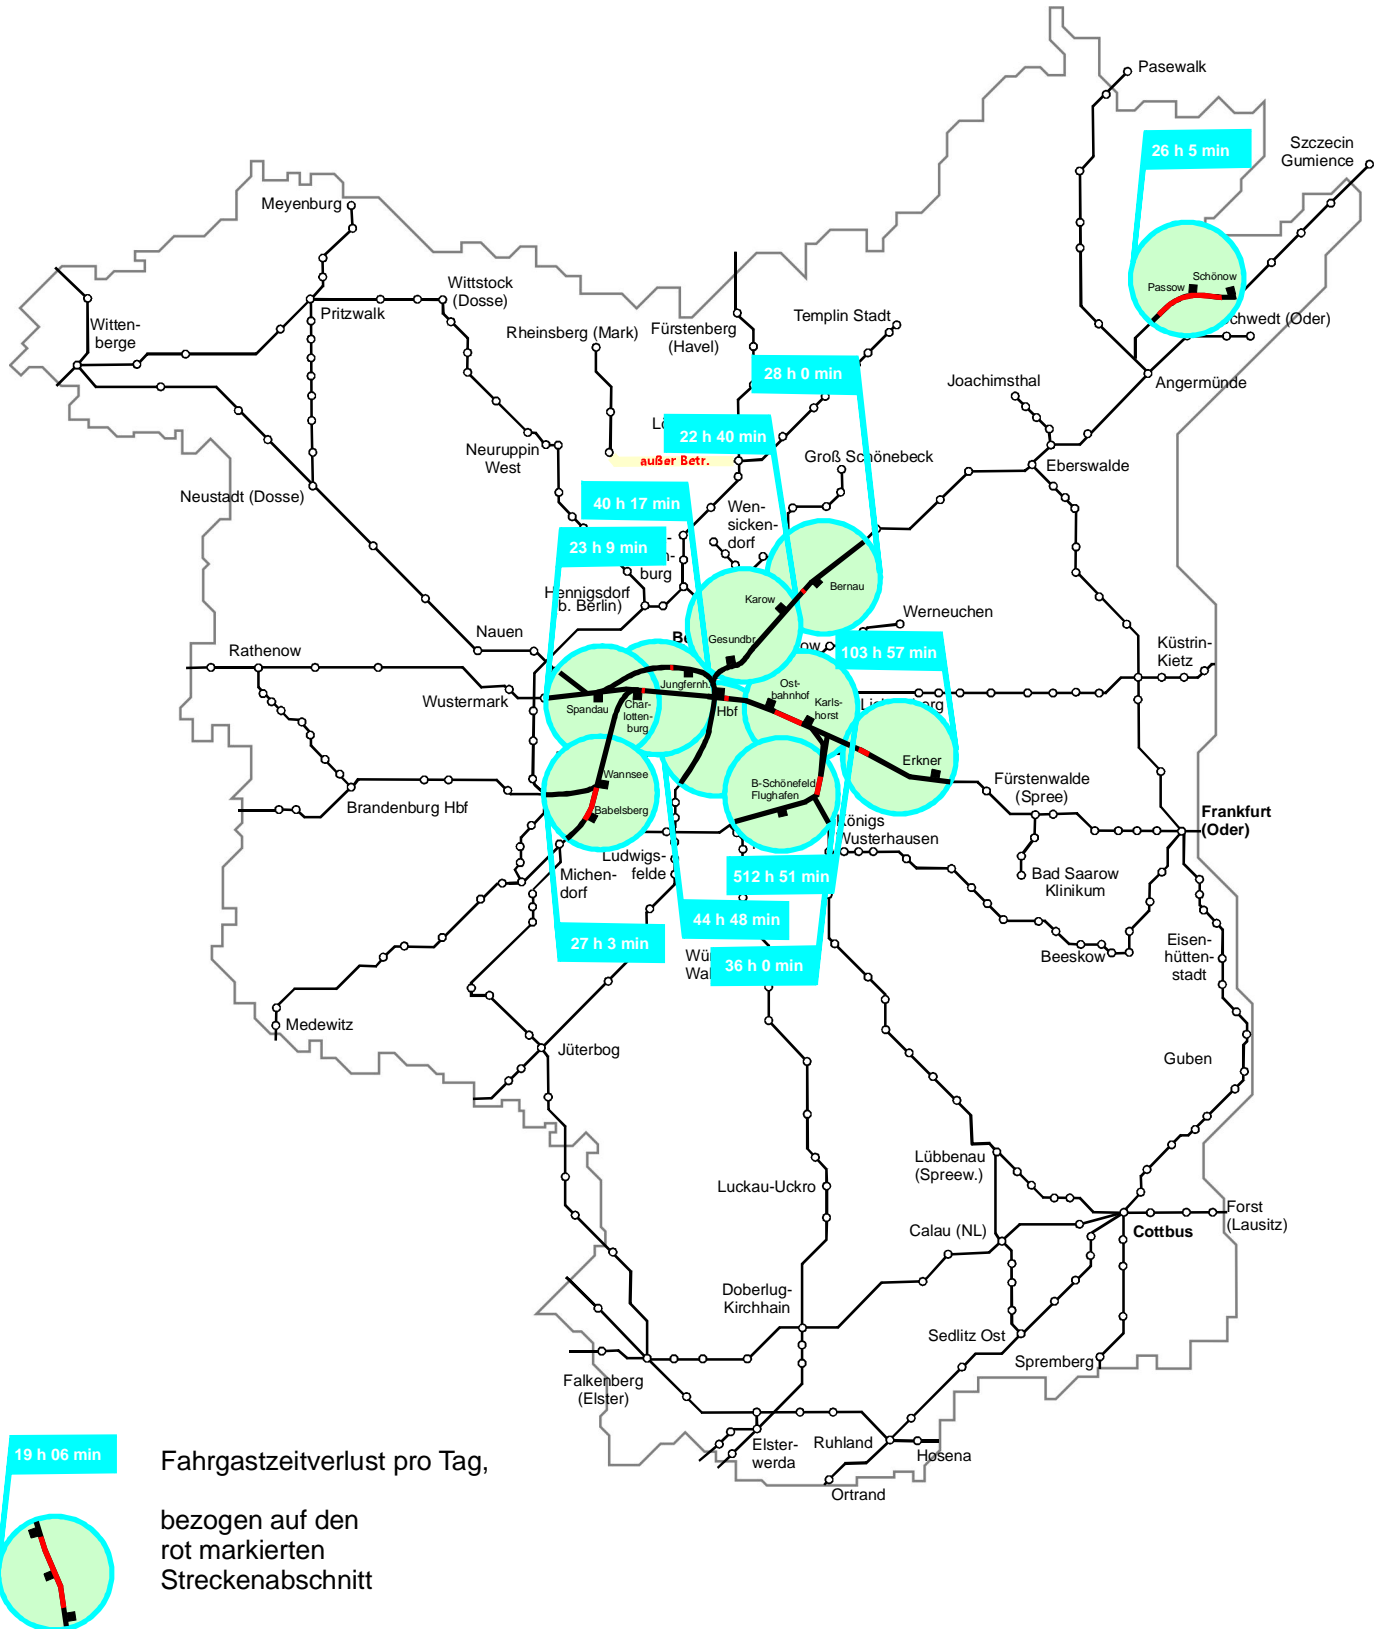 Pasewalk
26 h 5 min
Szczecin
Gumience
Meyenburg
Schönow
Passow
Wittstock
(Dosse)
Pritzwalk
Witten-
berge
Rheinsberg (Mark)
Fürstenberg
(Havel)
Templin Stadt
chwedt (Oder)
28 h 0 min
Joachimsthal
Angermünde
22 h 40 min
Neuruppin
West
außer Betr.
Groß Schönebeck
Eberswalde
Neustadt (Dosse)
40 h 17 min
Wen-
sicken-
dorf
23 h 9 min
burg
Hennigsdorf
(b. Berlin)
Karow
Bernau
Werneuchen
Nauen
Gesundbr.
ow
103 h 57 min
Küstrin-
Kietz
Rathenow
Wustermark
Jungfernh.
Ost-
bahnhof
Spandau
Char-
lotten-
burg
Hbf
Karls-
horst
Erkner
Wannsee
B-Schönefeld
Flughafen
Fürstenwalde
(Spree)
Brandenburg Hbf
Babelsberg
Frankfurt
(Oder)
Königs
Wusterhausen
Ludwigs-
felde
Michen-
dorf
512 h 51 min
Bad Saarow
Klinikum
44 h 48 min
27 h 3 min
36 h 0 min
Beeskow
Eisen-
hütten-
stadt
Medewitz
Jüterbog
Guben
Lübbenau
(Spreew.)
Luckau-Uckro
Calau (NL)
Cottbus
Forst
(Lausitz)
Doberlug-
Kirchhain
Sedlitz Ost
Spremberg
Falkenberg
(Elster)
Elster-
werda
Ruhland
Hosena
Ortrand
19 h 06 min
Fahrgastzeitverlust pro Tag,
bezogen auf den
rot markierten
Streckenabschnitt